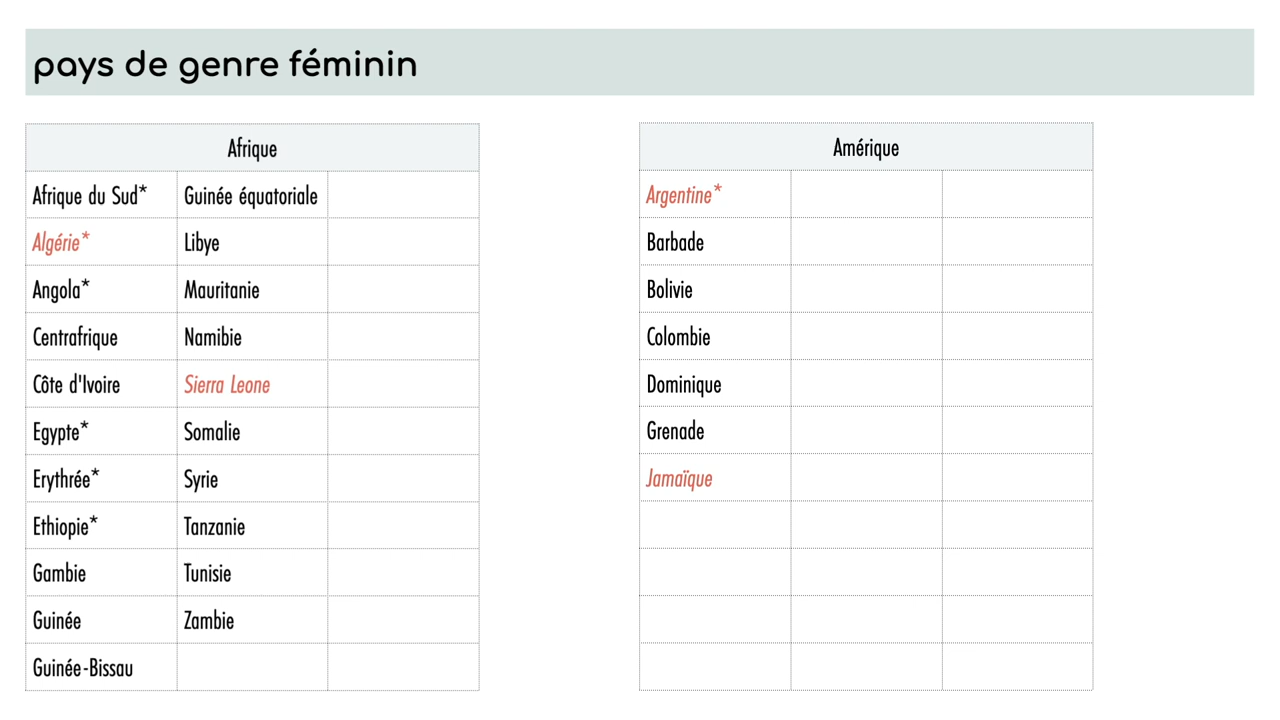 pays de genre féminin
Afrique
Afrique du Sud* Guinée équatoriale
Algérie* Libye
Angola* Mauritanie
Centrafrique Namibie
Côte d'Ivoire Sierra Leone
Egypte* Somalie
Erythrée* Syrie
Ethiopie* Tanzanie
Gambie Tunisie
Guinée Zambie
Guinée-Bissau
Amérique
Argentine*
Barbade
Bolivie
Colombie
Dominique
Grenade
Jamaïque